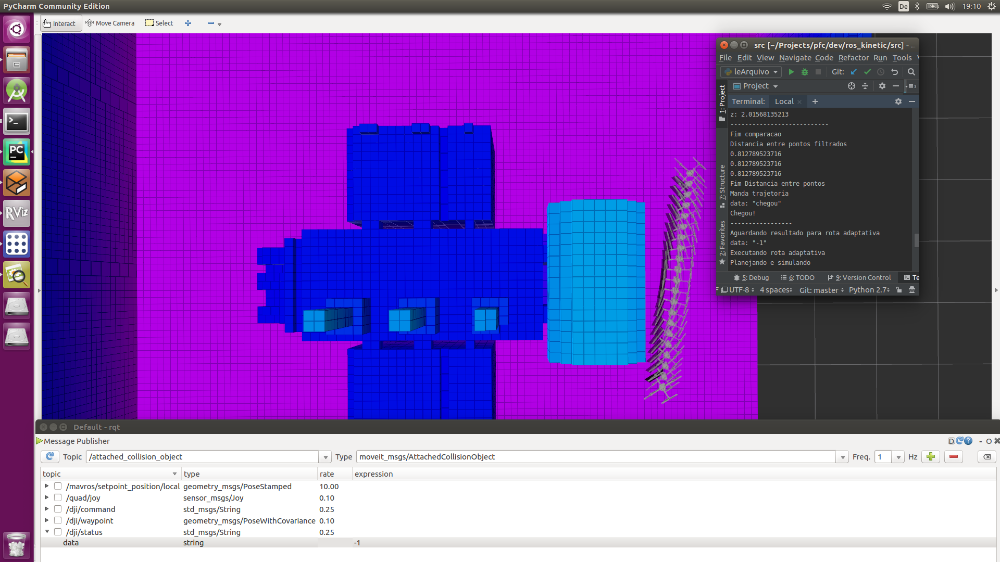 PyCharm Community Edition
De
19:10
Interact
Move Camera
Select
src [~/Projects/pfc/dev/ros_kinetic/src] - ..
File Edit View Navigate Code Refactor Run Tools
leArquivo
Git:
Project
1: Project
Terminal: Local
z: 2.01568135213
---------------------------
Fim comparacao
Distancia entre pontos filtrados
0.812789523716
0.812789523716
0.812789523716
Fim Distancia entre pontos
Manda trajetoria
data: "chegou"
Chegou!
-----------------
Aguardando resultado para rota adaptativa
data: "-1"
Executando rota adaptativa
Planejando e simulando
7: Structure
2: Favorites
5: Debug 6: TODO 9: Version Control Te
UTF-8 4 spaces Git: master Python 2.7
PC
RViz
Default - rqt
Message Publisher
D
- O
Topic /attached_collision_object Type moveit_msgs/AttachedCollisionObject Freq. 1 Hz
topic type rate expression
/mavros/setpoint_position/local geometry_msgs/PoseStamped 10.00
/quad/joy sensor_msgs/Joy 0.10
/dji/command std_msgs/String 0.25
/dji/waypoint geometry_msgs/PoseWithCovariance 0.10
/dji/status std_msgs/String 0.25
data string -1